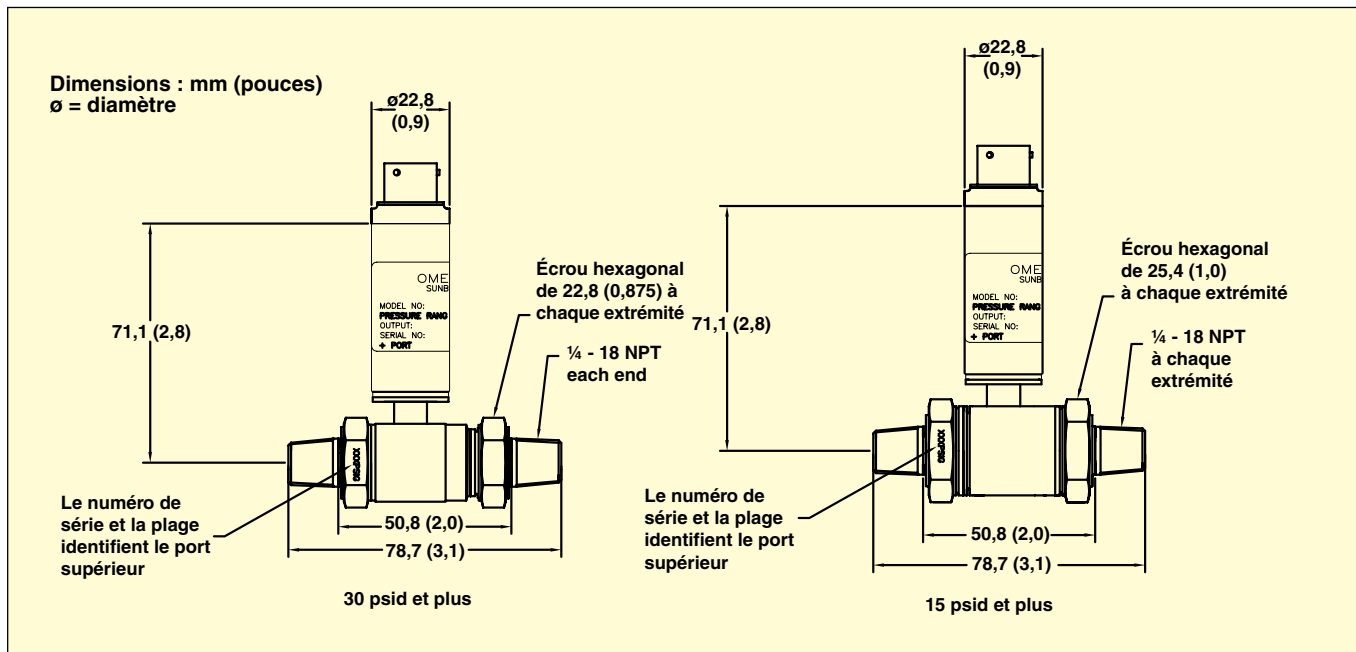 Dimensions : mm (pouces)
ø = diamètre
ø22,8
(0,9)
71,1 (2,8)
OME
SUNB
MODEL NO:
PRESSURE RANG
OUTPUT:
SERIAL NO:
+ PORT
Écrou hexagonal
de 22,8 (0,875) à
chaque extrémité
¼ - 18 NPT
each end
XXXPSIG
Le numéro de
série et la plage
identifient le port
supérieur
50,8 (2,0)
78,7 (3,1)
30 psid et plus
ø22,8
(0,9)
71,1 (2,8)
OME
SUNB
MODEL NO:
PRESSURE RANG
OUTPUT:
SERIAL NO:
+ PORT
Écrou hexagonal
de 25,4 (1,0)
à chaque extrémité
¼ - 18 NPT
à chaque
extrémité
XXXPSIG
Le numéro de
série et la plage
identifient le port
supérieur
50,8 (2,0)
78,7 (3,1)
15 psid et plus